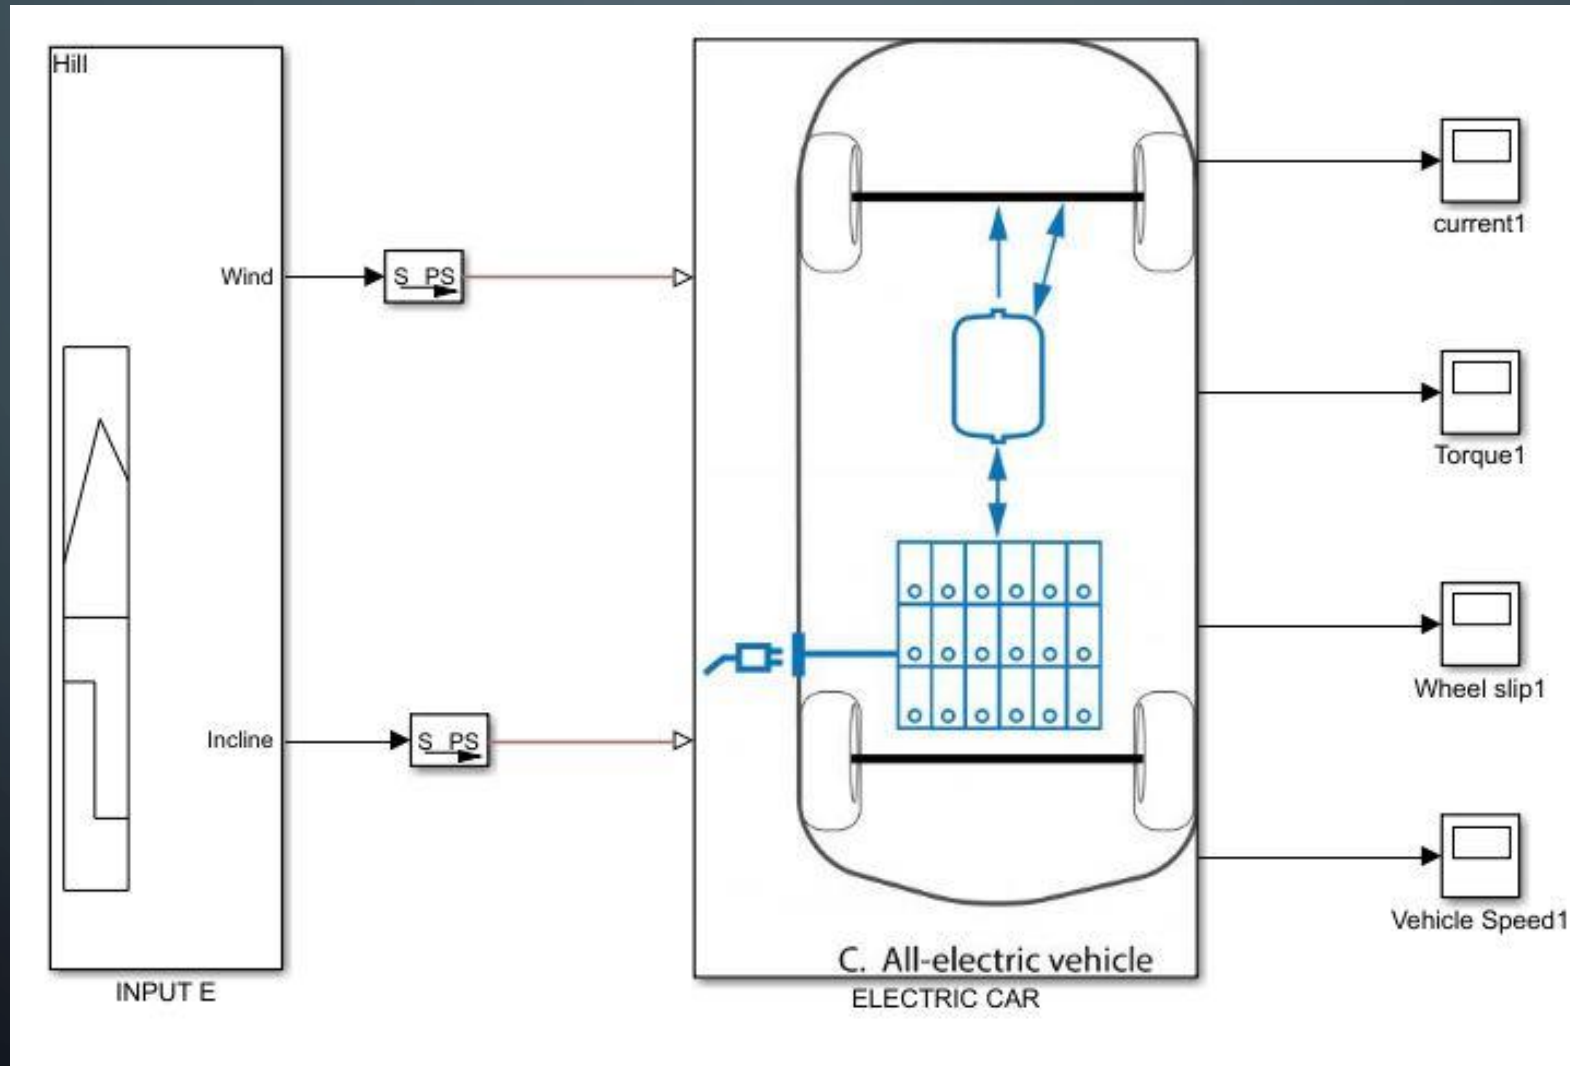 Hill
Wind
Incline
INPUT E
S PS
S PS
C. All-electric vehicle
ELECTRIC CAR
current1
Torque1
Wheel slip1
Vehicle Speed1